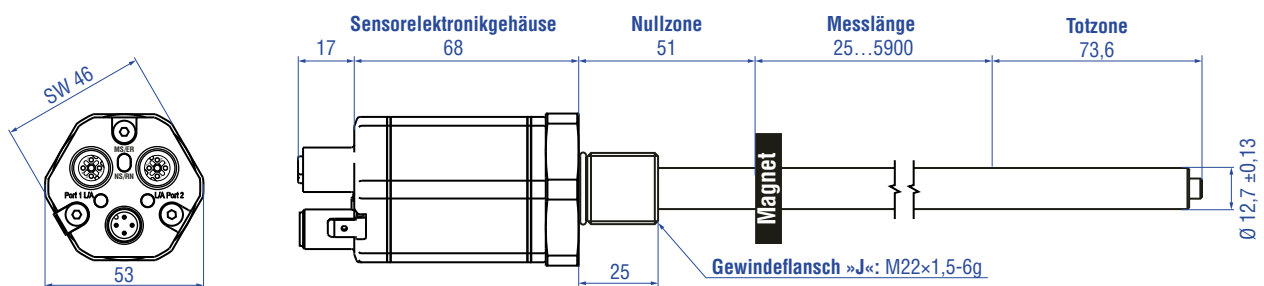 Sensorelektronikgehäuse
Nullzone
Messlänge
Totzone
17
68
51
25…5900
73,6
SW 46
MS/ER
NS/RN
Port 1 L/A
L/A Port 2
53
Magnet
Ø 12,7 ±0,13
25
Gewindeflansch »J«: M22×1,5-6g